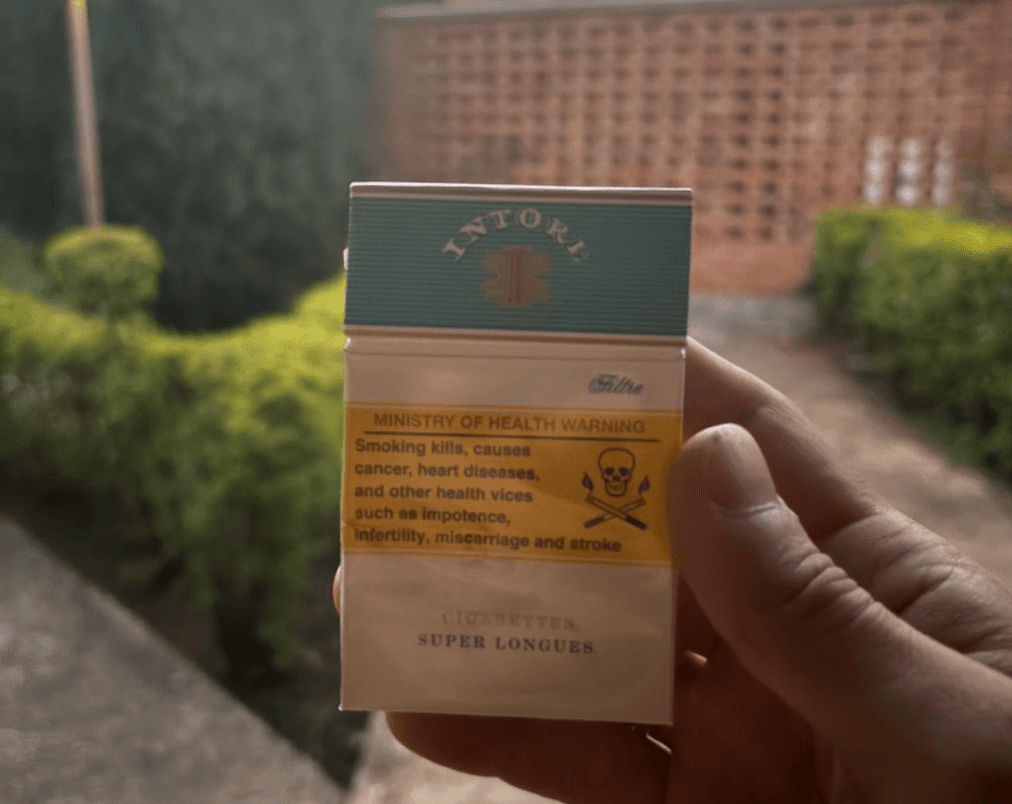 INTORE
Filtre
MINISTRY OF HEALTH WARNING
Smoking kills, causes
cancer, heart diseases,
and other health vices
such as impotence,
infertility, miscarriage and stroke
CIGARETTES
SUPER LONGUES